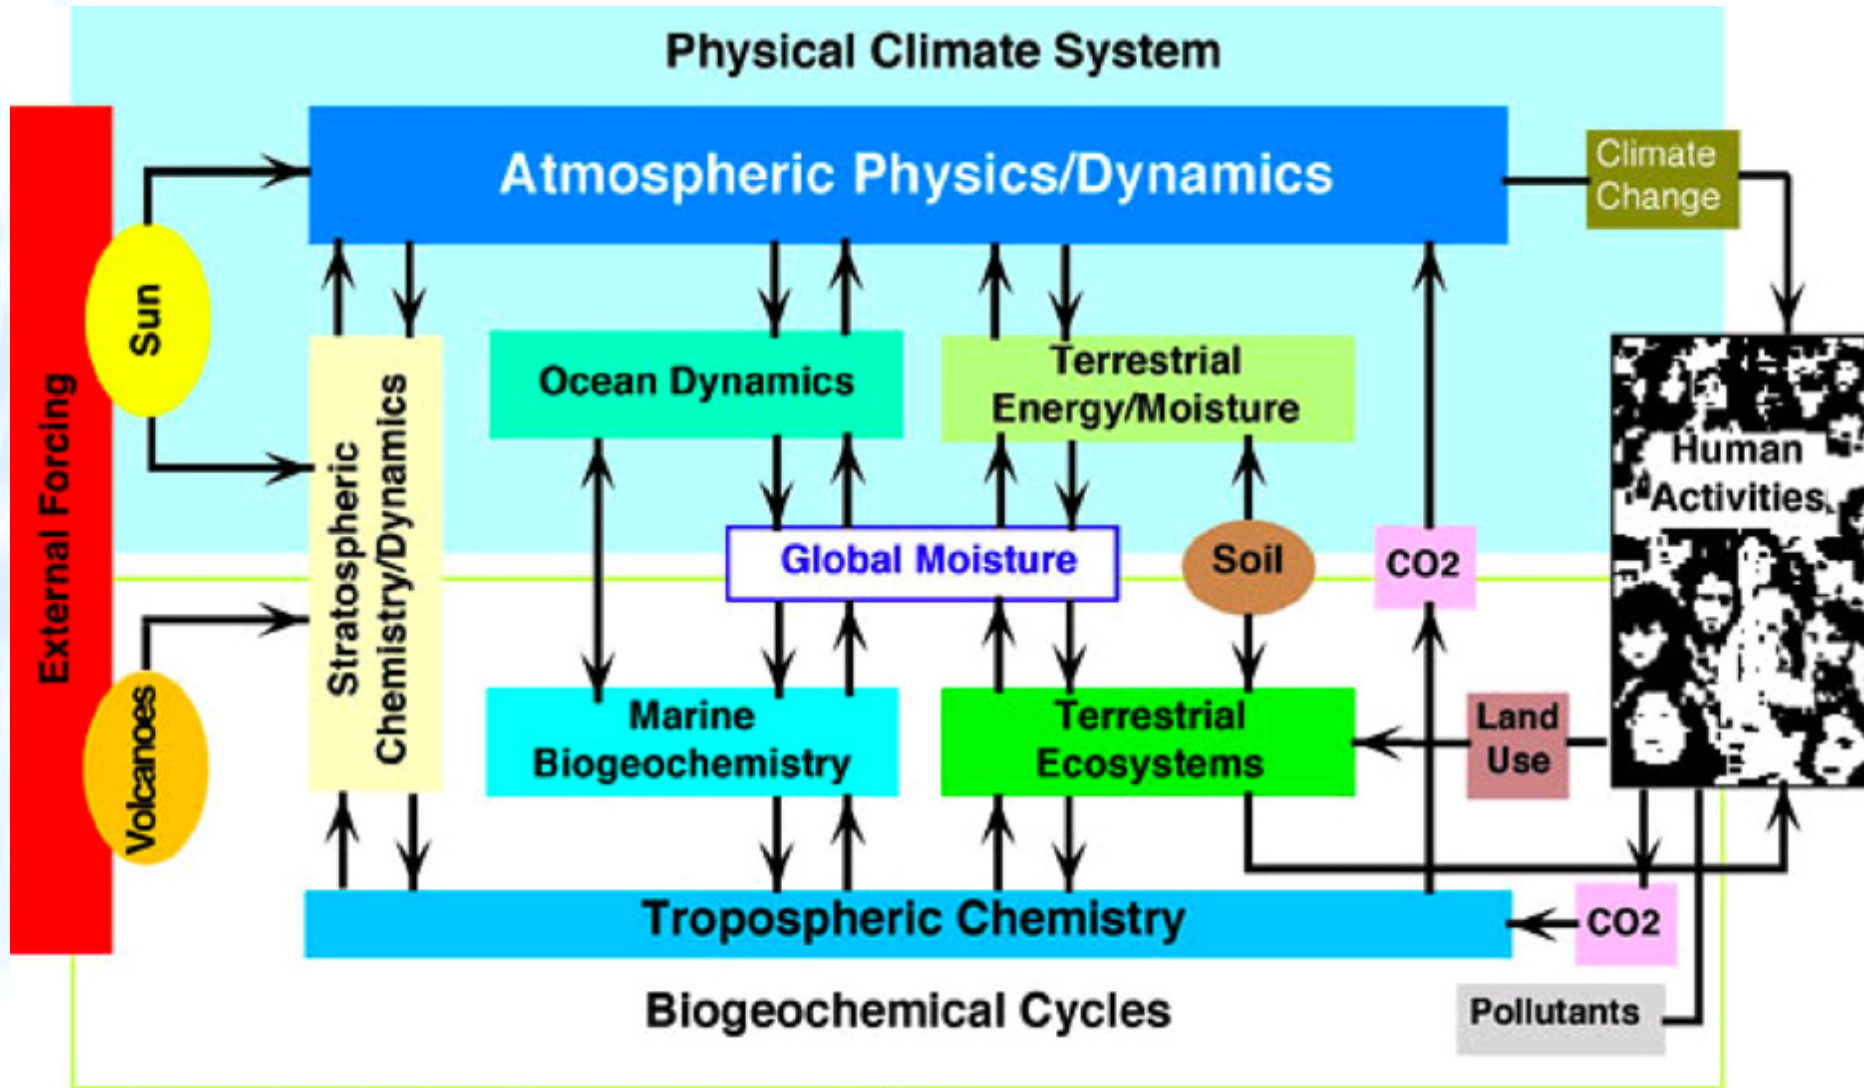 Physical Climate System
Atmospheric Physics/Dynamics
Climate
Change
External Forcing
Sun
Stratospheric
Chemistry/Dynamics
Ocean Dynamics
Terrestrial
Energy/Moisture
Human
Activities
Global Moisture
Soil
CO2
Volcanoes
Marine
Biogeochemistry
Terrestrial
Ecosystems
Land
Use
Tropospheric Chemistry
CO2
Biogeochemical Cycles
Pollutants